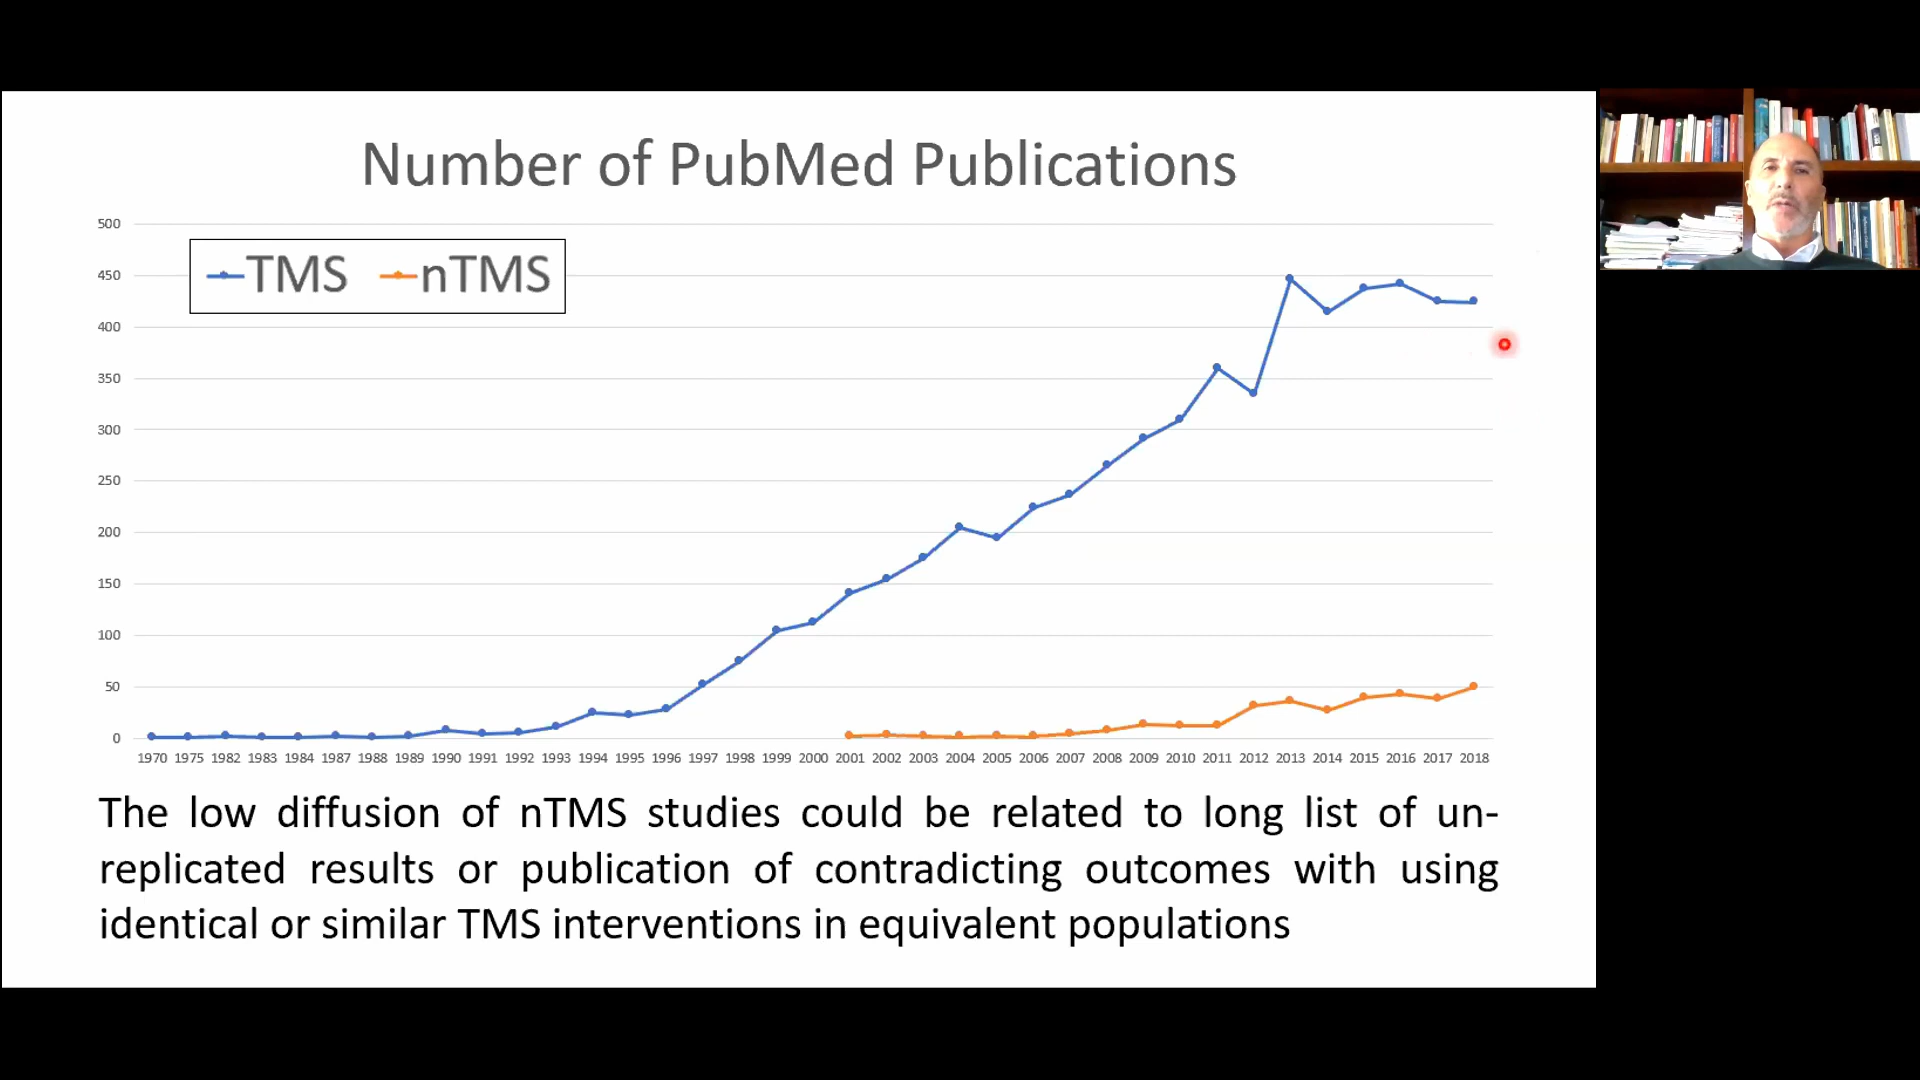 Number of PubMed Publications
500
TMS nTMS
450
400
350
300
250
200
150
100
50
0
1970 1975 1982 1983 1984 1987 1988 1989 1990 1991 1992 1993 1994 1995 1996 1997 1998 1999 2000 2001 2002 2003 2004 2005 2006 2007 2008 2009 2010 2011 2012 2013 2014 2015 2016 2017 2018
The low diffusion of nTMS studies could be related to long list of un-
replicated results or publication of contradicting outcomes with using
identical or similar TMS interventions in equivalent populations